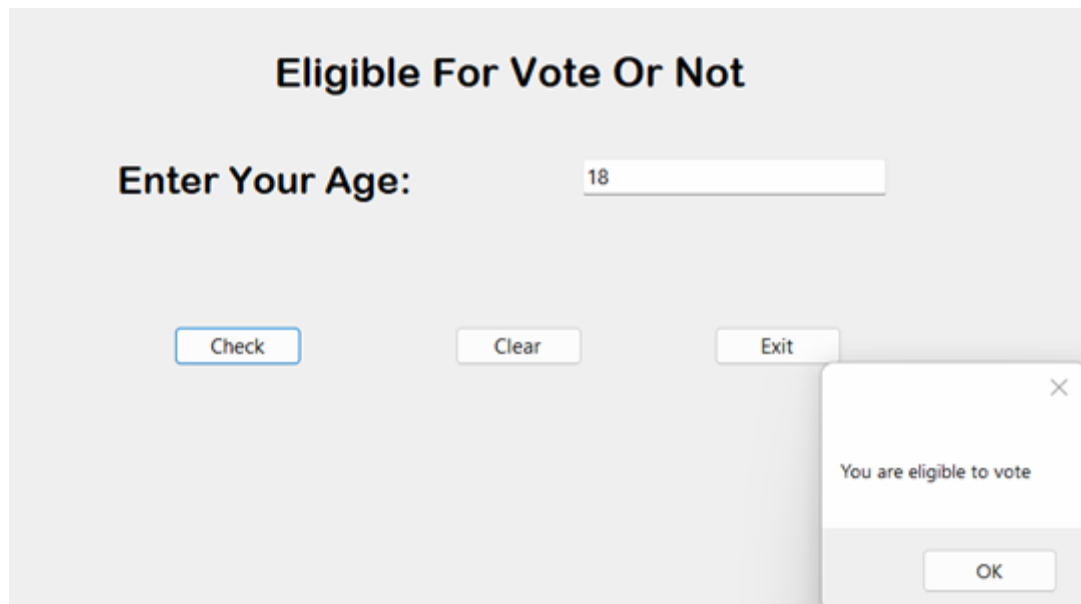 Eligible For Vote Or Not
Enter Your Age: 18
Check Clear Exit
You are eligible to vote
OK